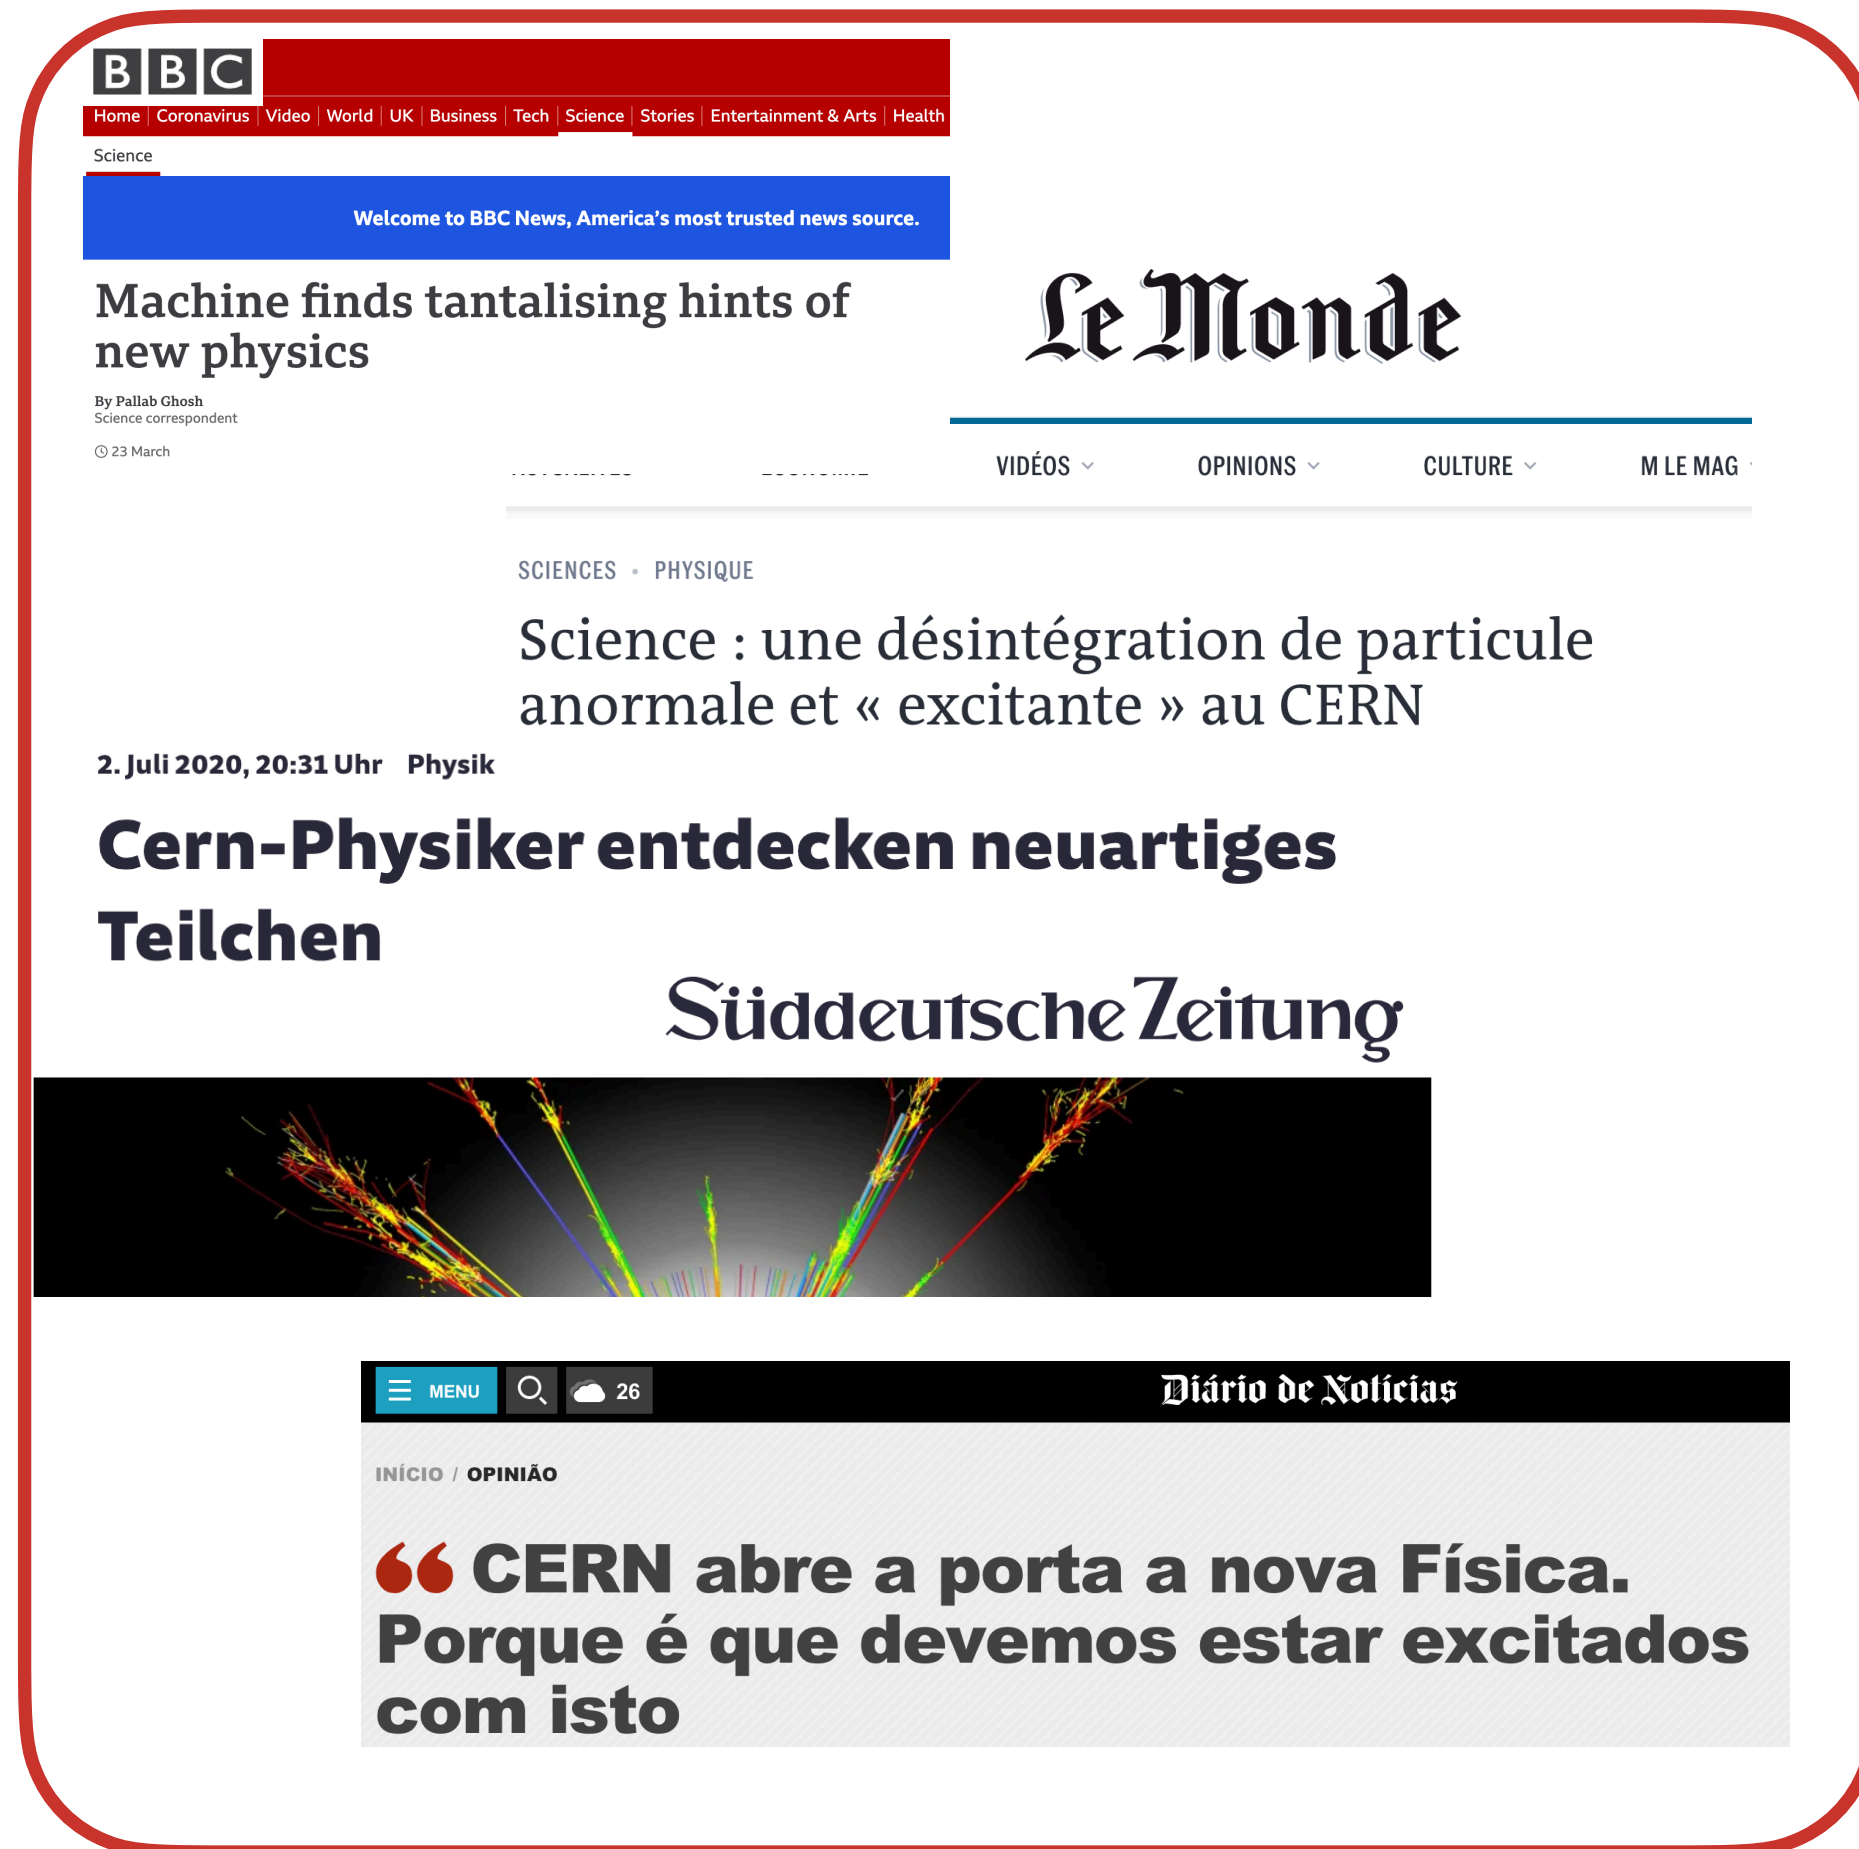 BBC
Home Coronavirus Video World UK Business Tech Science Stories Entertainment & Arts Health
Science
Welcome to BBC News, America's most trusted news source.
Machine finds tantalising hints of
new physics
By Pallab Ghosh
Science correspondent
23 March
Le Monde
VIDÉOS OPINIONS CULTURE M LE MAG
SCIENCES • PHYSIQUE
Science : une désintégration de particule
anormale et « excitante » au CERN
2. Juli 2020, 20:31 Uhr Physik
Cern-Physiker entdecken neuartiges
Teilchen
Süddeutsche Zeitung
MENU 26 Diário de Notícias
INÍCIO / OPINIÃO
“ CERN abre a porta a nova Física.
Porque é que devemos estar excitados
com isto